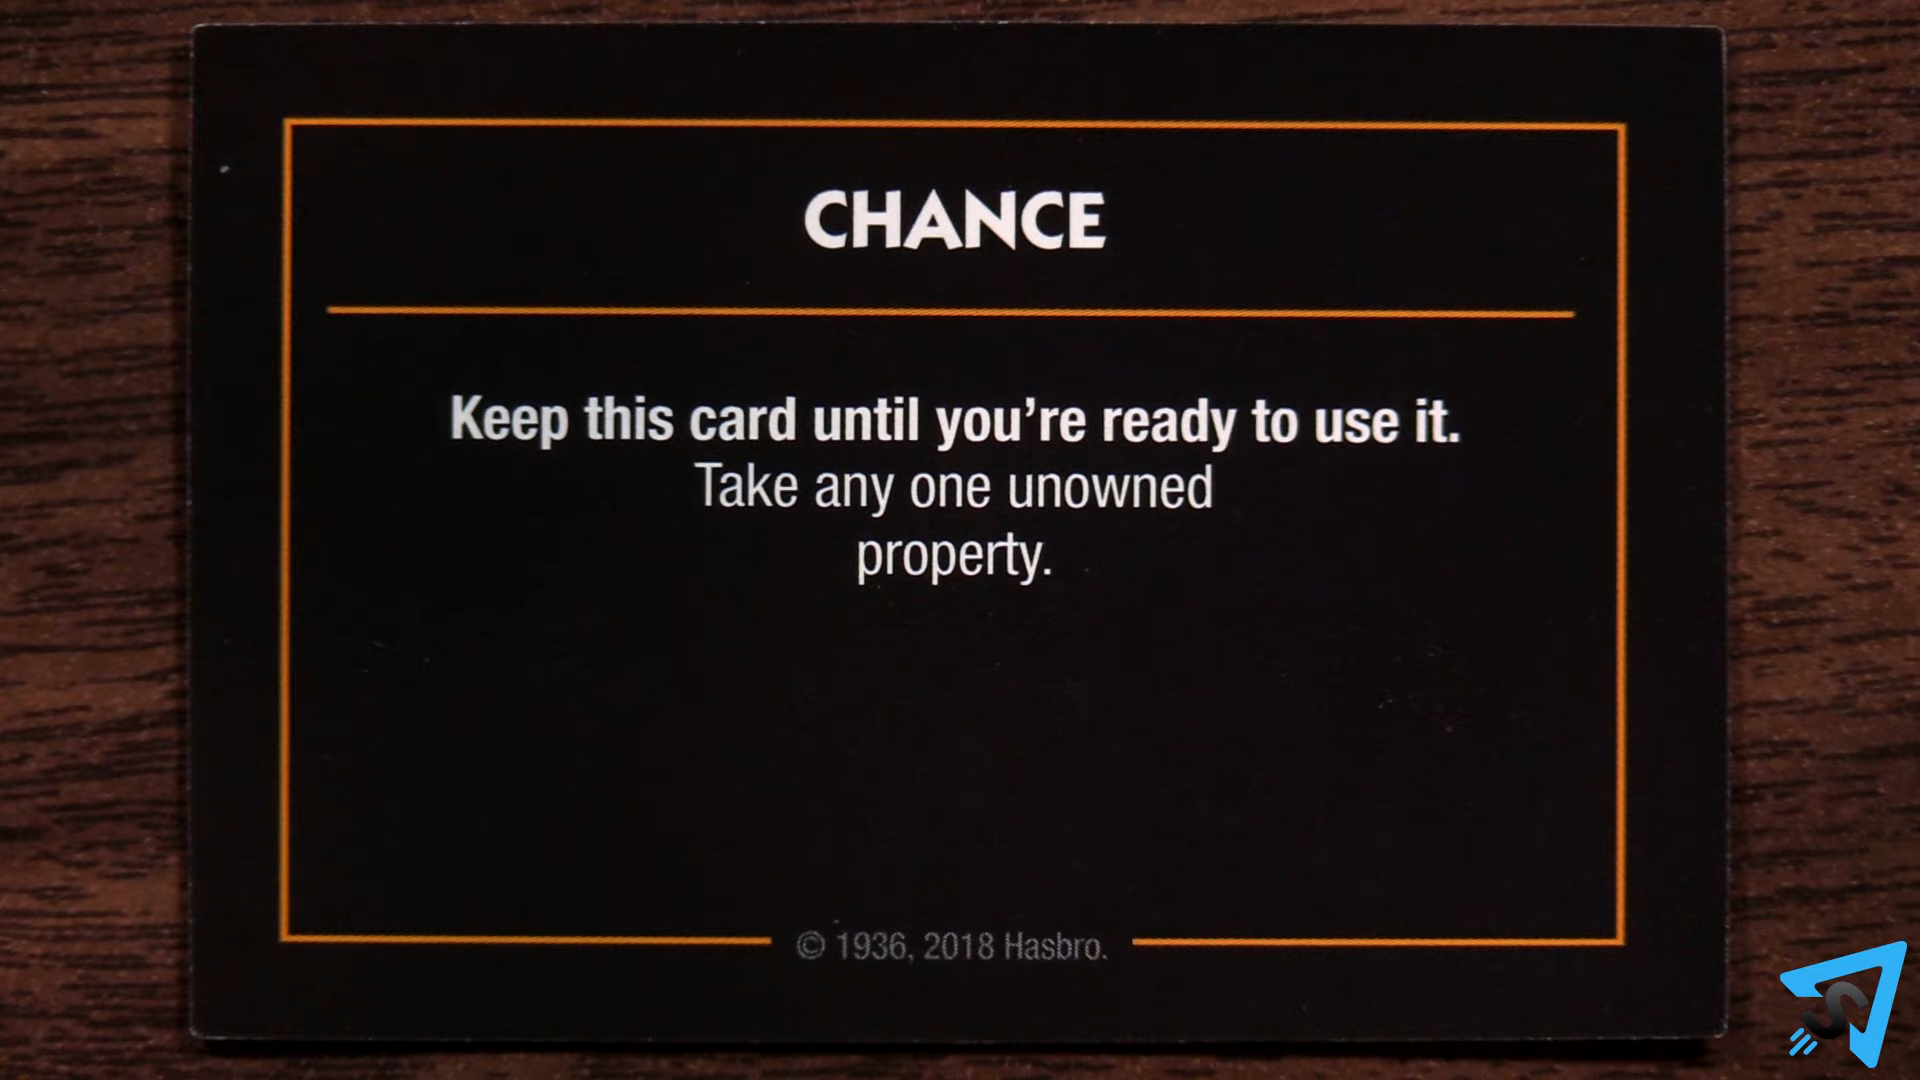 CHANCE
Keep this card until you're ready to use it.
Take any one unowned
property.
© 1936, 2018 Hasbro.
S